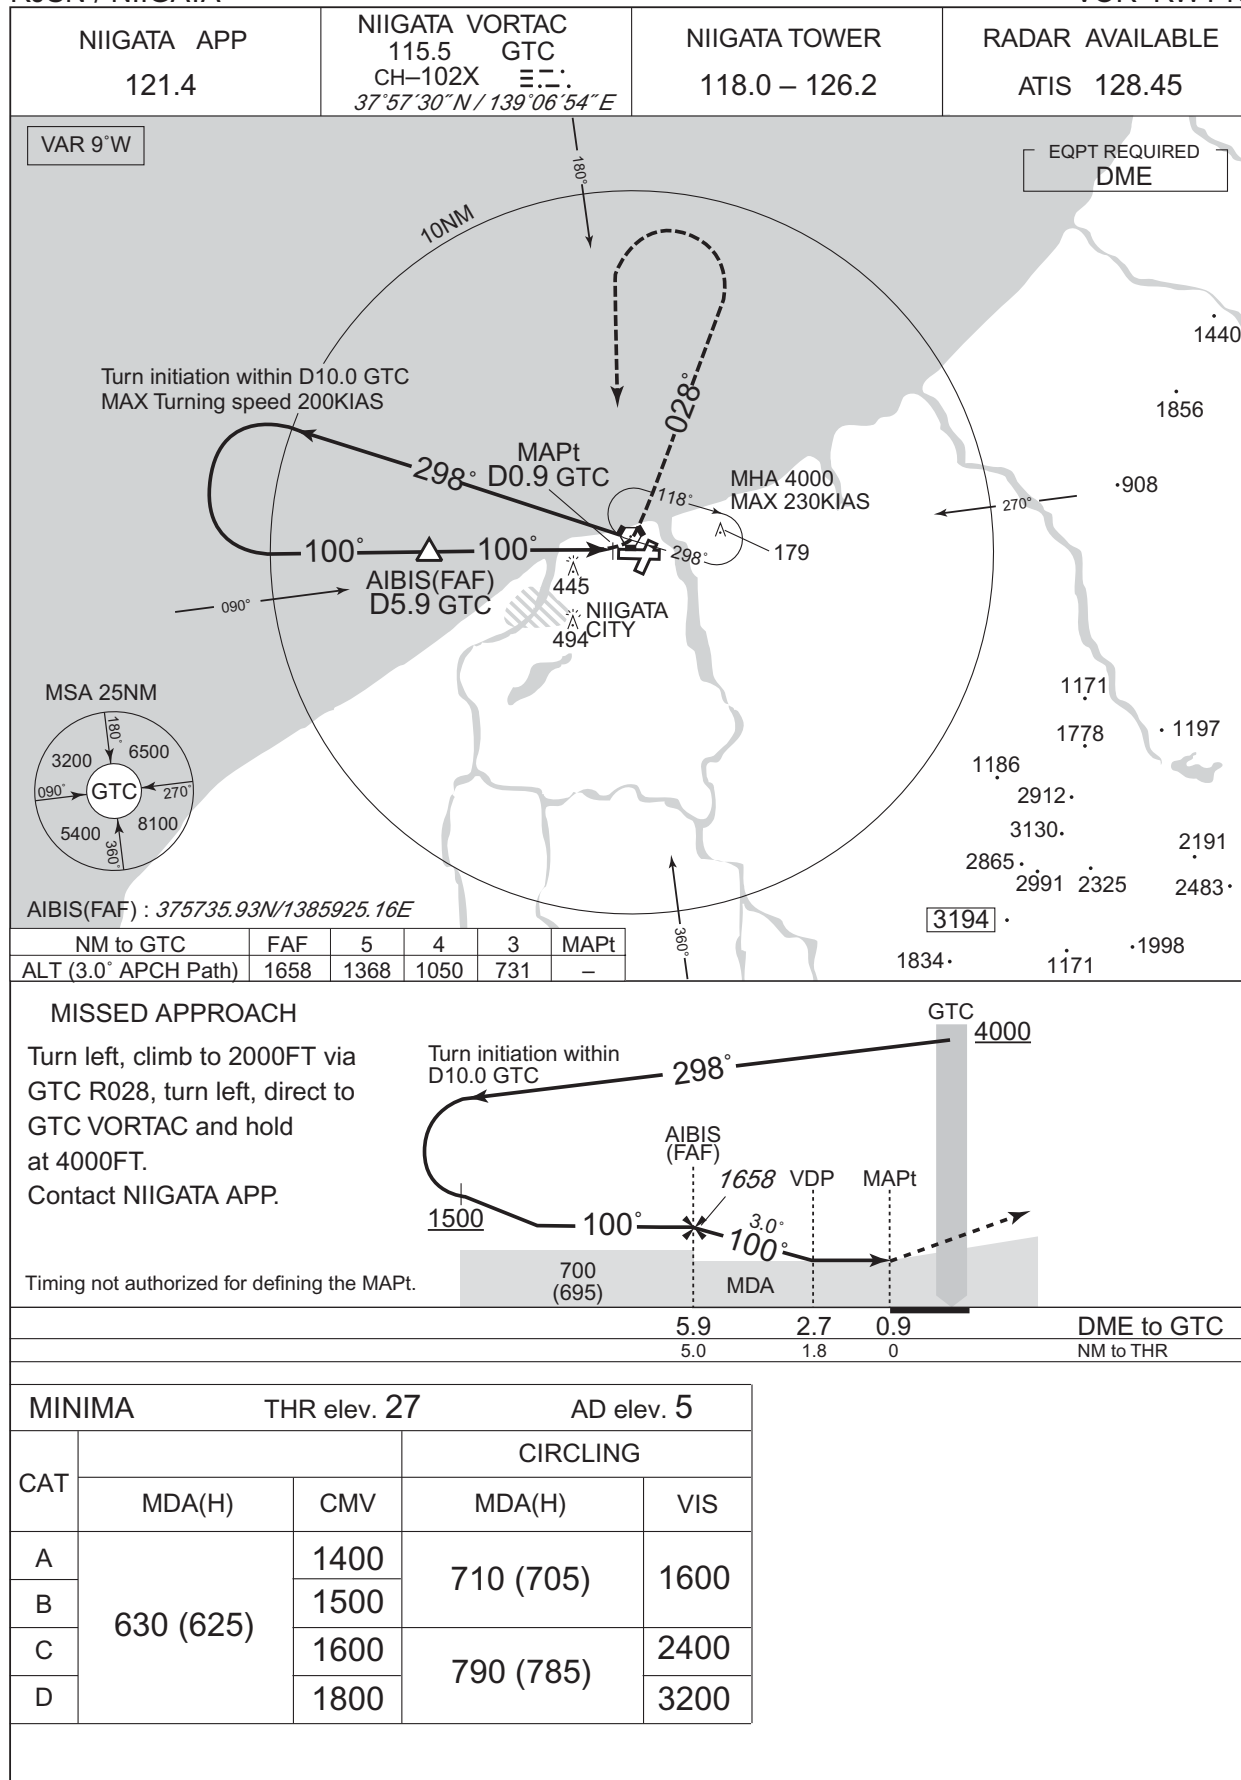 NIIGATA APP
121.4
NIIGATA VORTAC
115.5 GTC
CH–102X
37°57′30″N / 139°06′54″E
NIIGATA TOWER
118.0 – 126.2
RADAR AVAILABLE
ATIS 128.45
VAR 9°W
EQPT REQUIRED
DME
180°
10NM
1440
Turn initiation within D10.0 GTC
MAX Turning speed 200KIAS
1856
028°
MAPt
D0.9 GTC
298°
MHA 4000
MAX 230KIAS
908
118°
270°
298°
179
100°
100°
AIBIS(FAF)
D5.9 GTC
445
090°
NIIGATA
CITY
494
MSA 25NM
180°
3200
6500
090°
GTC
270°
5400
8100
360°
1171
1778
1197
1186
2912
3130
2191
2865
2991
2325
2483
3194
360°
1998
1834
1171
AIBIS(FAF) : 375735.93N/1385925.16E
NM to GTC FAF 5 4 3 MAPt
ALT (3.0° APCH Path) 1658 1368 1050 731 –
MISSED APPROACH
Turn left, climb to 2000FT via
GTC R028, turn left, direct to
GTC VORTAC and hold
at 4000FT.
Contact NIIGATA APP.
Timing not authorized for defining the MAPt.
GTC
4000
Turn initiation within
D10.0 GTC
298°
AIBIS
(FAF)
1658
VDP
MAPt
1500
100°
3.0°
100°
700
(695)
MDA
5.9 2.7 0.9 DME to GTC
5.0 1.8 0 NM to THR
MINIMA THR elev. 27 AD elev. 5
CAT
CIRCLING
MDA(H) CMV MDA(H) VIS
A 1400
710 (705) 1600
B 1500
630 (625)
C 1600 2400
790 (785)
D 1800 3200